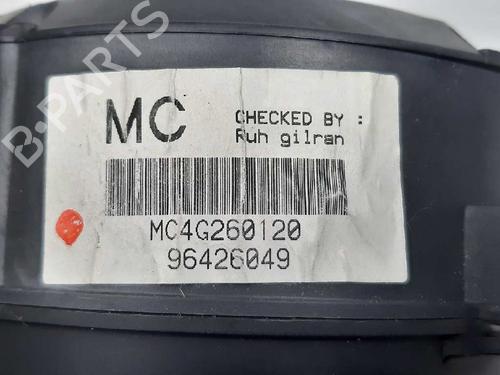 B-PARTS
MC
CHECKED BY :
Ruh gilran
MC4G260120
96426049